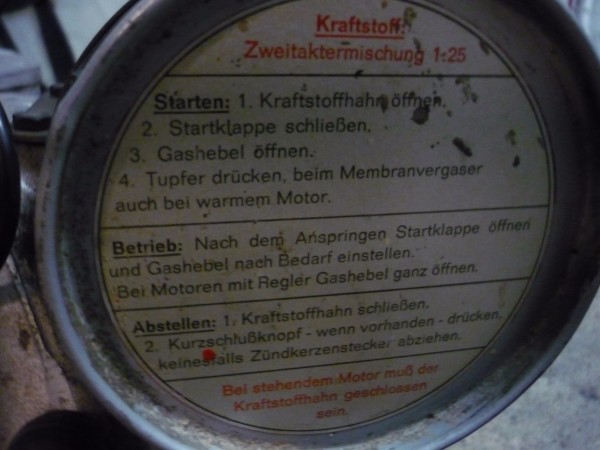 Kraftstoff:
Zweitaktermischung 1:25
Starten: 1. Kraftstoffhahn öffnen.
2. Startklappe schließen.
3. Gashebel öffnen.
4. Tupfer drücken, beim Membranvergaser
auch bei warmem Motor.
Betrieb: Nach dem Anspringen Startklappe öffnen
und Gashebel nach Bedarf einstellen.
Bei Motoren mit Regler Gashebel ganz öffnen.
Abstellen: 1. Kraftstoffhahn schließen.
2. Kurzschlußknopf - wenn vorhanden - drücken,
keinesfalls Zündkerzenstecker abziehen.
Bei stehendem Motor muß der
Kraftstoffhahn geschlossen
sein.